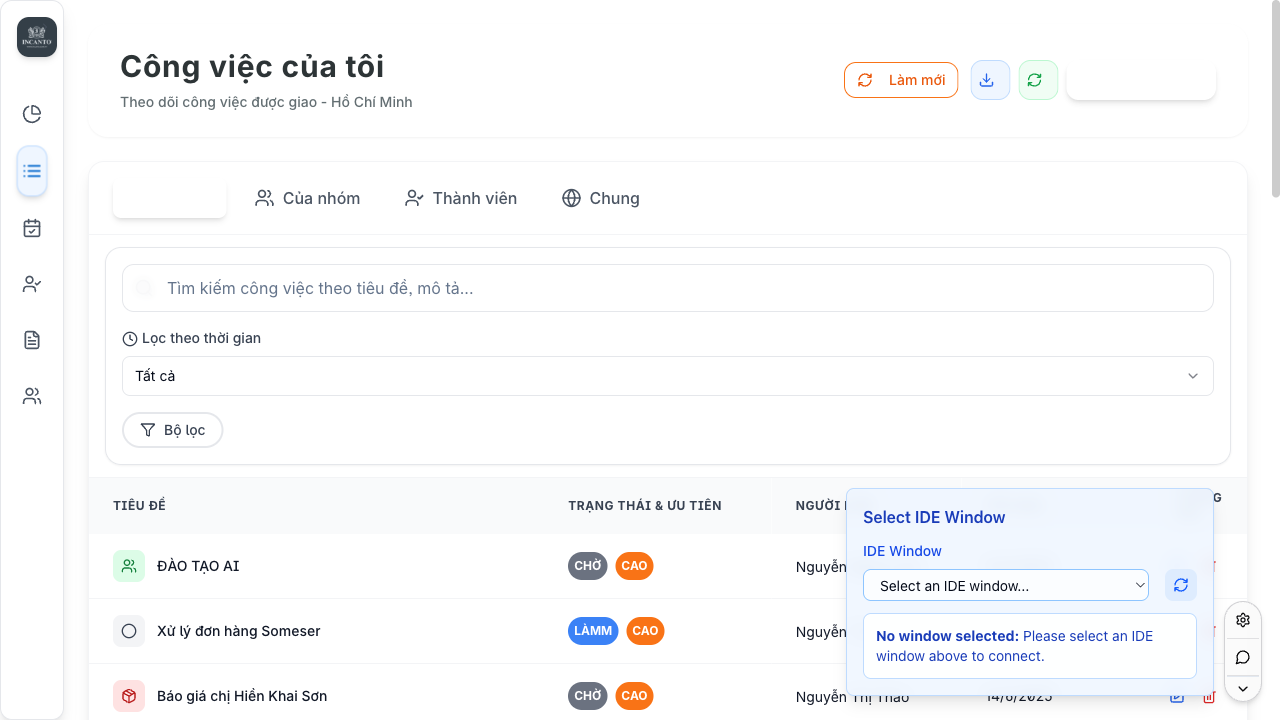 INCANTO
Công việc của tôi
Theo dõi công việc được giao - Hồ Chí Minh
Làm mới
Của nhóm
Thành viên
Chung
Tìm kiếm công việc theo tiêu đề, mô tả...
Lọc theo thời gian
Tất cả
Bộ lọc
TIÊU ĐỀ
TRẠNG THÁI & ƯU TIÊN
NGƯỜI
G
ĐÀO TẠO AI
CHỜ
CAO
Nguyễn
Xử lý đơn hàng Someser
LÀMM
CAO
Nguyễn
Báo giá chị Hiền Khai Sơn
CHỜ
CAO
Nguyễn Thị Thảo
14/6/2025
Select IDE Window
IDE Window
Select an IDE window...
No window selected: Please select an IDE
window above to connect.